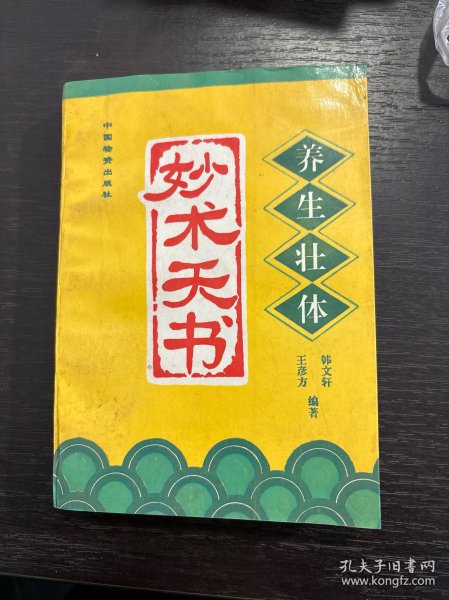 养生壮体
妙术天书
韩文轩
王彦方
编著
中国物资出版社
孔夫子旧书网
www.kongfz.com